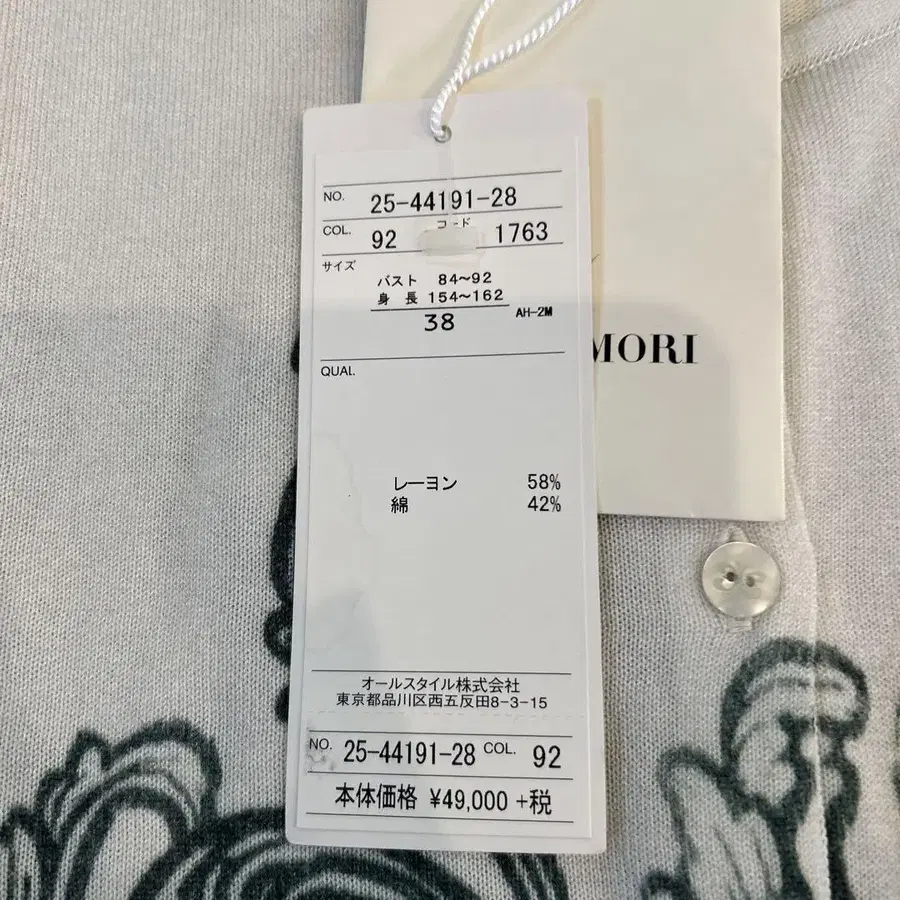 NO. 25-44191-28
COL. 92 コード 1763
サイズ
バスト 84〜92
身 長 154〜162
38 AH-2M
QUAL.
レーヨン 58%
綿 42%
オールスタイル株式会社
東京都品川区西五反田8-3-15
NO. 25-44191-28 COL. 92
本体価格 ¥49,000 +税
MORI